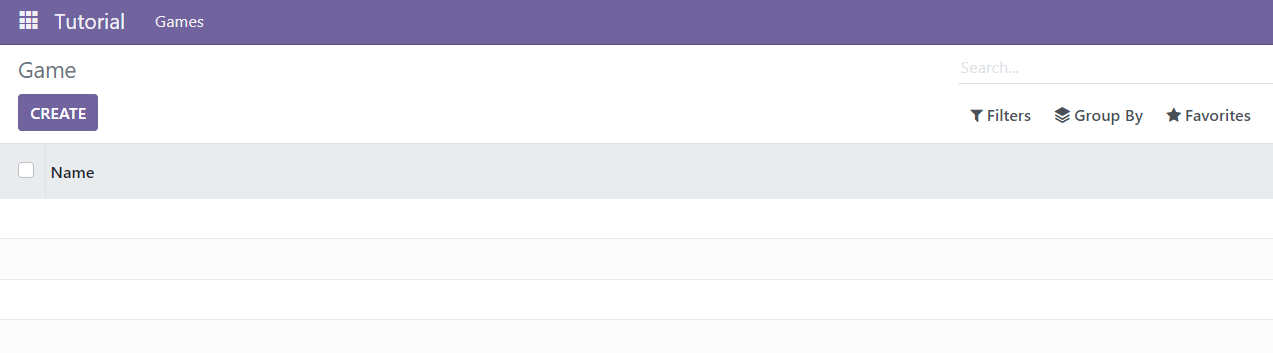 Tutorial Games
Game
Search...
CREATE
Filters Group By Favorites
Name